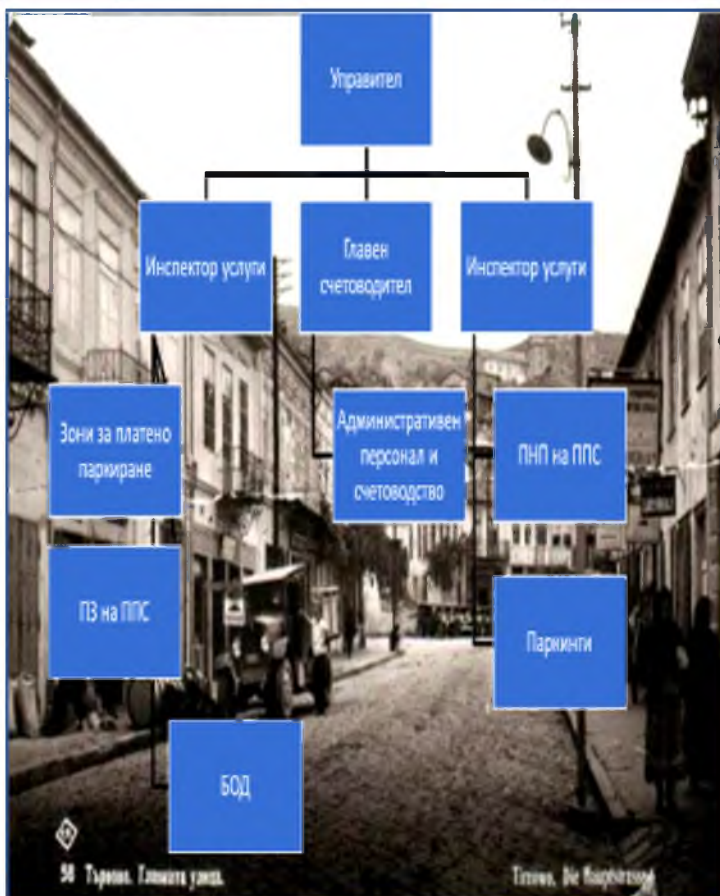 Управител
Инспектор услуги
Главен
счетоводител
Инспектор услуги
Зони за платено
паркиране
Административен
персонал и
счетоводство
ПНП на ППС
ПЗ на ППС
Паркинги
БОД
58 Търново. Главната улица.
Tirnovo. Die Hauptstrasse